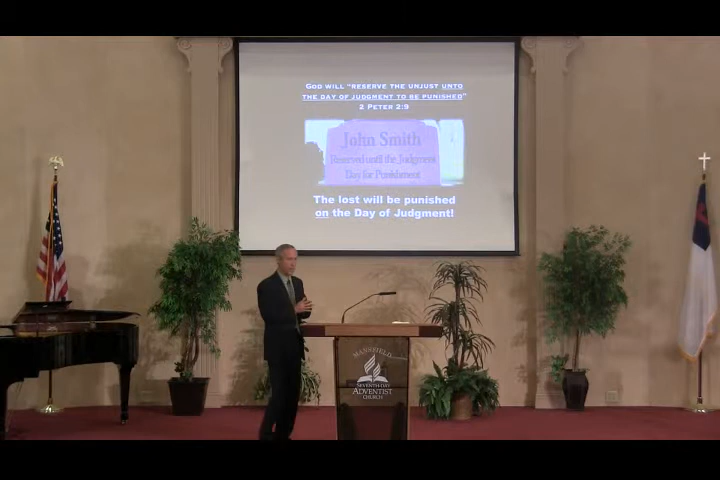 GOD WILL “RESERVE THE UNJUST UNTO
THE DAY OF JUDGMENT TO BE PUNISHED”
2 PETER 2:9
John Smith
Reserved until the Judgment
Day for Punishment
The lost will be punished
on the Day of Judgment!
MANSFIELD
SEVENTH-DAY
ADVENTIST
CHURCH